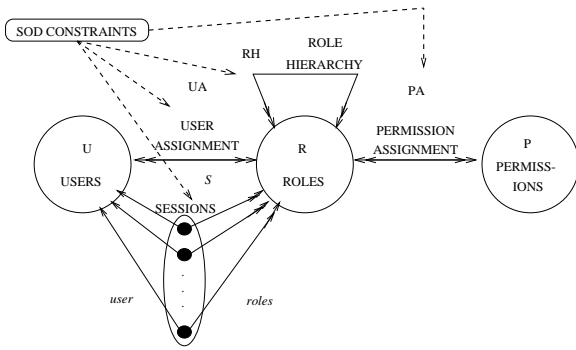 SOD CONSTRAINTS
RH
ROLE
HIERARCHY
UA
PA
USER
ASSIGNMENT
PERMISSION
ASSIGNMENT
U
USERS
R
ROLES
P
PERMISS-
IONS
S
SESSIONS
user
roles